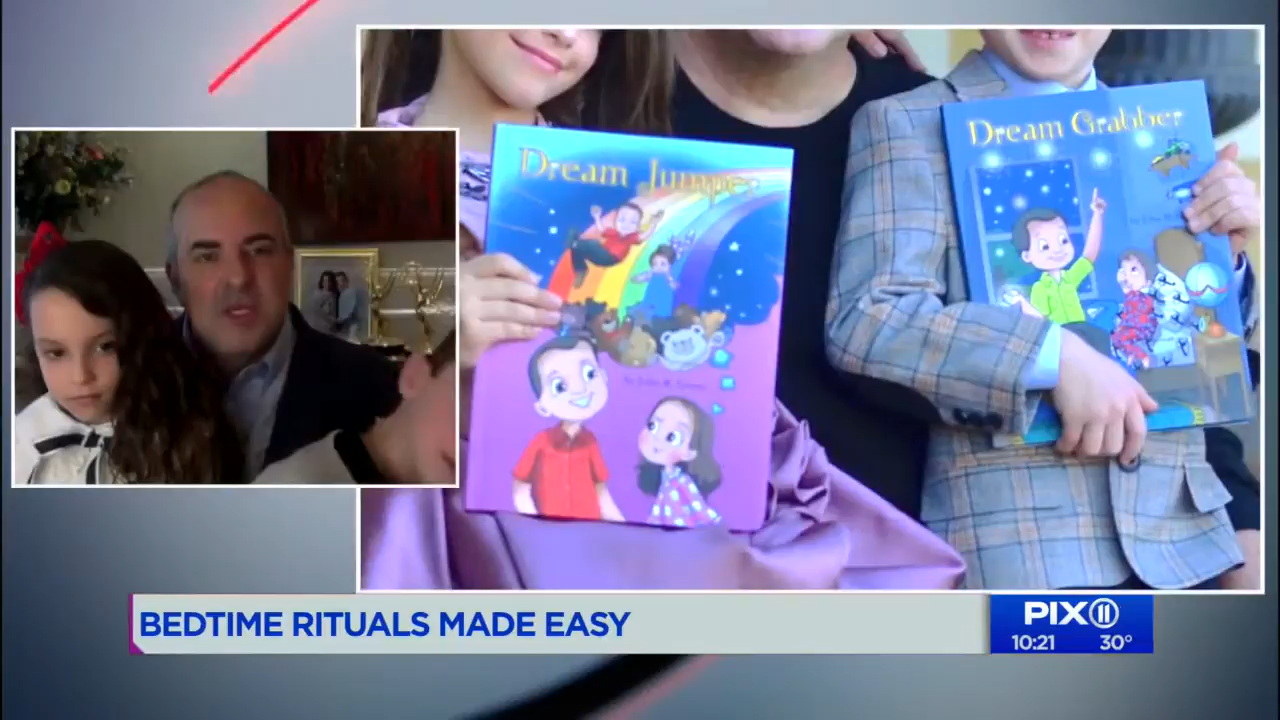 Dream Jumper
Dream Grabber
BEDTIME RITUALS MADE EASY
PIX11
10:21 30°